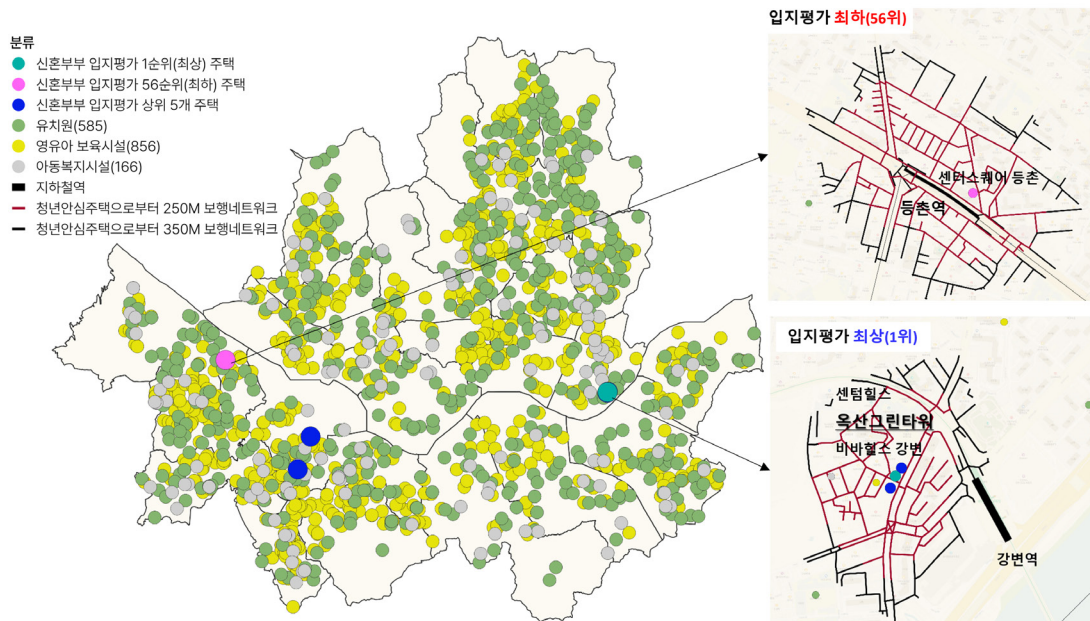 분류
신혼부부 입지평가 1순위(최상) 주택
신혼부부 입지평가 56순위(최하) 주택
신혼부부 입지평가 상위 5개 주택
유치원(585)
영유아 보육시설(856)
아동복지시설(166)
지하철역
청년안심주택으로부터 250M 보행네트워크
청년안심주택으로부터 350M 보행네트워크
입지평가 최하(56위)
센터스퀘어 등촌
등촌역
입지평가 최상(1위)
센텀힐스
옥산그린타워
비바힐스 강변
강변역